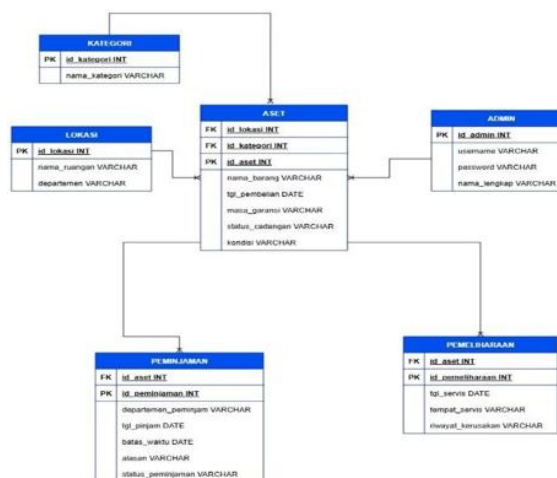 KATEGORI
PK id_kategori INT
nama_kategori VARCHAR
LOKASI
PK id_lokasi INT
nama_ruangan VARCHAR
departemen VARCHAR
ASET
FK id_lokasi INT
FK id_kategori INT
PK id_aset INT
nama_barang VARCHAR
tgl_pembelian DATE
masa_garansi VARCHAR
status_cadangan VARCHAR
kondisi VARCHAR
ADMIN
PK id_admin INT
username VARCHAR
password VARCHAR
nama_lengkap VARCHAR
PEMINJAMAN
FK id_aset INT
PK id_peminjaman INT
departemen_peminjam VARCHAR
tgl_pinjam DATE
batas_waktu DATE
alasan VARCHAR
status_peminjaman VARCHAR
PEMELIHARAAN
FK id_aset INT
PK id_pemeliharaan INT
tgl_servis DATE
tempat_servis VARCHAR
riwayat_kerusakan VARCHAR